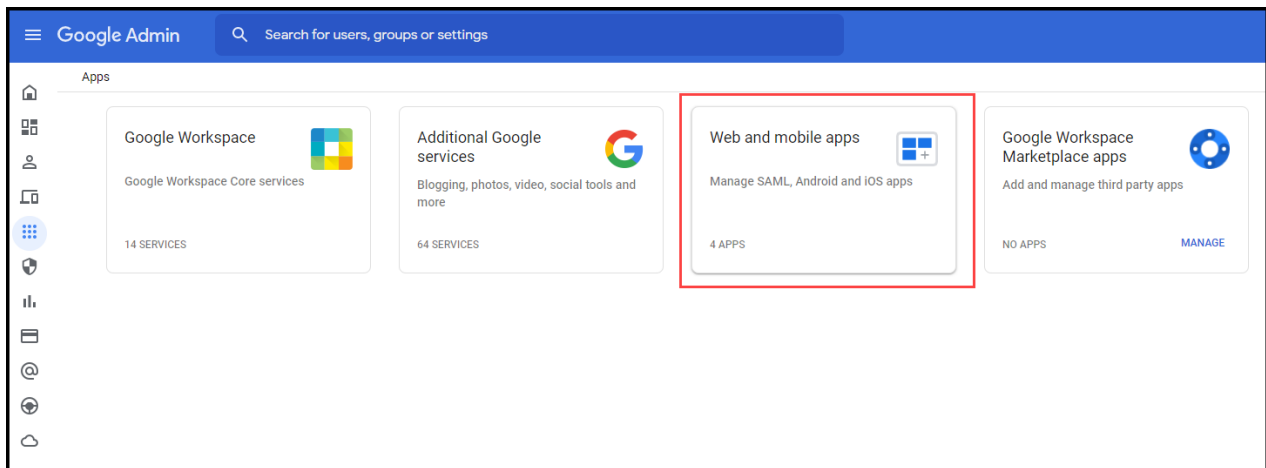 Google Admin
Search for users, groups or settings
Apps
Google Workspace
Google Workspace Core services
14 SERVICES
Additional Google
services
Blogging, photos, video, social tools and
more
64 SERVICES
Web and mobile apps
Manage SAML, Android and iOS apps
4 APPS
Google Workspace
Marketplace apps
Add and manage third party apps
NO APPS
MANAGE